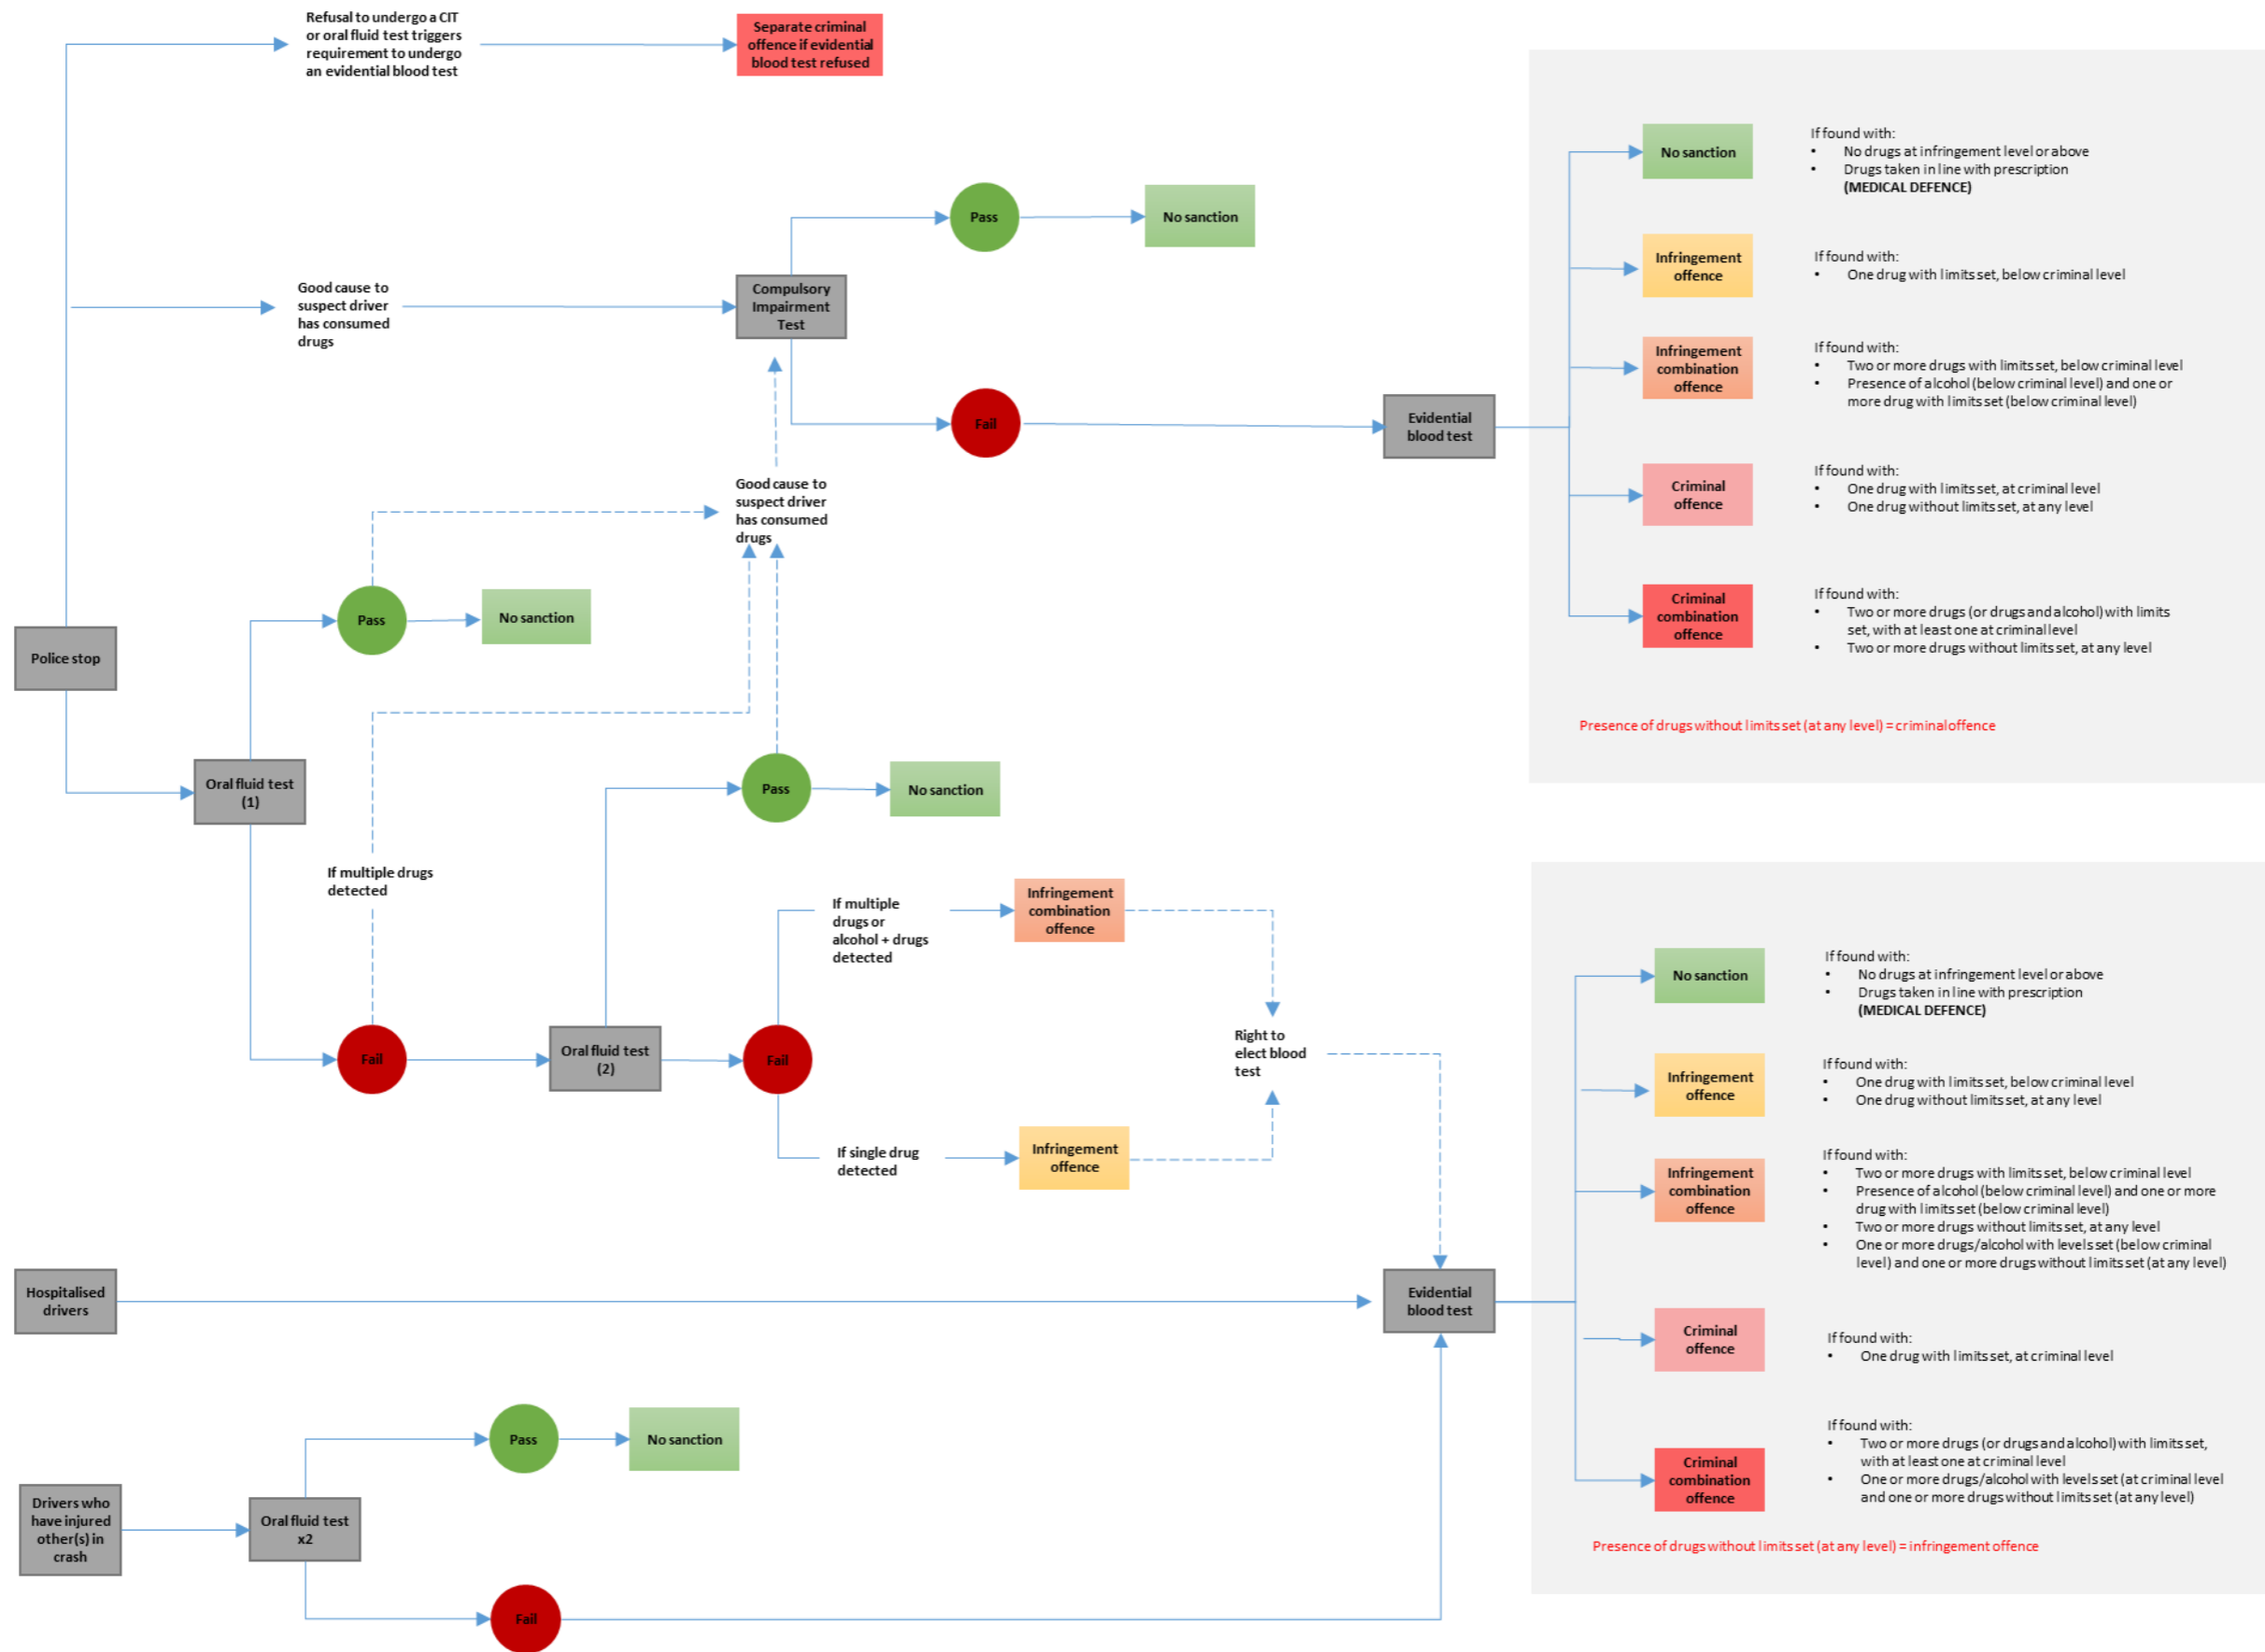 Refusal to undergo a CIT
or oral fluid test triggers
requirement to undergo
an evidential blood test
Separate criminal
offence if evidential
blood test refused
Good cause to
suspect driver
has consumed
drugs
Compulsory
Impairment
Test
Pass
No sanction
Fail
Evidential
blood test
Good cause to
suspect driver
has consumed
drugs
Police stop
Pass
No sanction
Oral fluid test
(1)
If multiple drugs
detected
Fail
Oral fluid test
(2)
Pass
No sanction
Fail
If multiple
drugs or
alcohol + drugs
detected
Infringement
combination
offence
If single drug
detected
Infringement
offence
Right to
elect blood
test
Hospitalised
drivers
Evidential
blood test
Drivers who
have injured
other(s) in
crash
Oral fluid test
x2
Pass
No sanction
Fail
No sanction
If found with:
• No drugs at infringement level or above
• Drugs taken in line with prescription
(MEDICAL DEFENCE)
Infringement
offence
If found with:
• One drug with limits set, below criminal level
Infringement
combination
offence
If found with:
• Two or more drugs with limits set, below criminal level
• Presence of alcohol (below criminal level) and one or
more drug with limits set (below criminal level)
Criminal
offence
If found with:
• One drug with limits set, at criminal level
• One drug without limits set, at any level
Criminal
combination
offence
If found with:
• Two or more drugs (or drugs and alcohol) with limits
set, with at least one at criminal level
• Two or more drugs without limits set, at any level
Presence of drugs without limits set (at any level) = criminal offence
No sanction
If found with:
• No drugs at infringement level or above
• Drugs taken in line with prescription
(MEDICAL DEFENCE)
Infringement
offence
If found with:
• One drug with limits set, below criminal level
• One drug without limits set, at any level
Infringement
combination
offence
If found with:
• Two or more drugs with limits set, below criminal level
• Presence of alcohol (below criminal level) and one or more
drug with limits set (below criminal level)
• Two or more drugs without limits set, at any level
• One or more drugs/alcohol with levels set (below criminal
level) and one or more drugs without limits set (at any level)
Criminal
offence
If found with:
• One drug with limits set, at criminal level
Criminal
combination
offence
If found with:
• Two or more drugs (or drugs and alcohol) with limits set,
with at least one at criminal level
• One or more drugs/alcohol with levels set (at criminal level
and one or more drugs without limits set (at any level)
Presence of drugs without limits set (at any level) = infringement offence